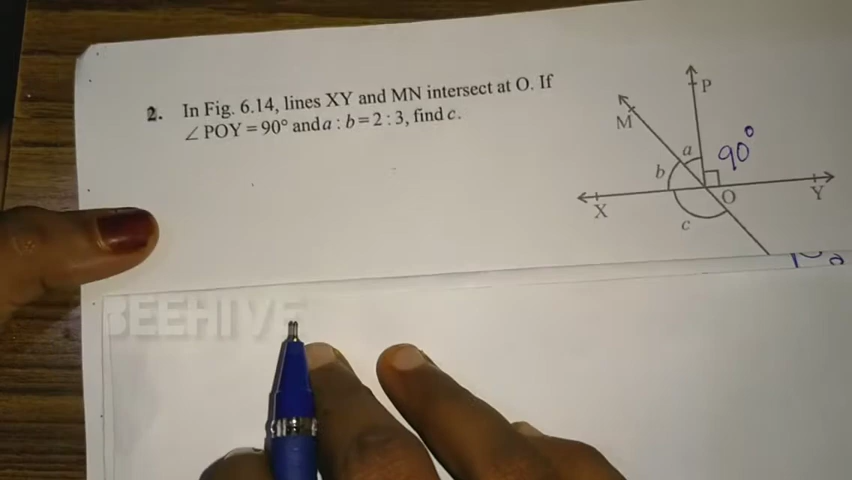 2. In Fig. 6.14, lines XY and MN intersect at O. If
∠ POY = 90° and a : b = 2 : 3, find c.
P
M
a
90°
b
X
O
Y
c
BEEHIVE